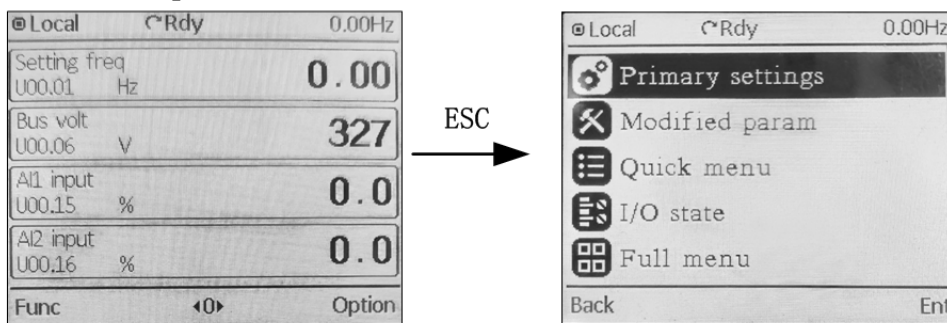 Local Rdy 0.00Hz
Setting freq
U00.01 Hz 0.00
Bus volt
U00.06 V 327
AI1 input
U00.15 % 0.0
AI2 input
U00.16 % 0.0
Func 0 Option
ESC
Local Rdy 0.00Hz
Primary settings
Modified param
Quick menu
I/O state
Full menu
Back Ent